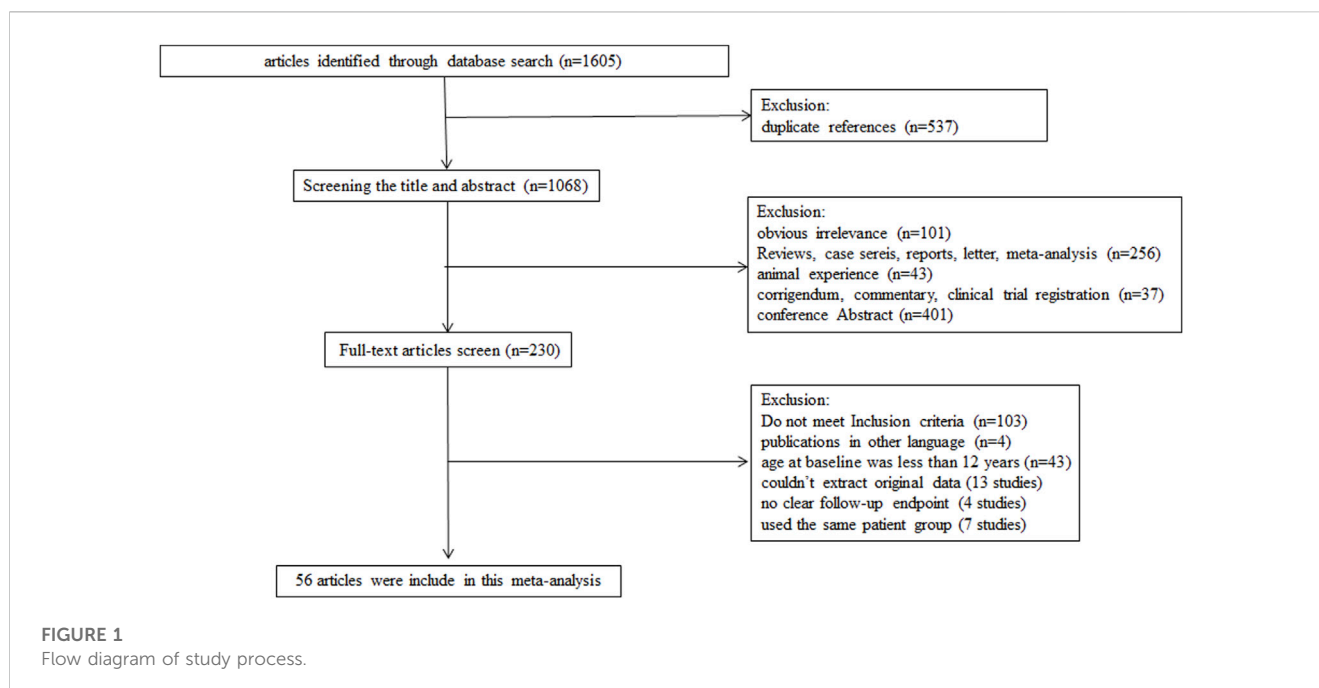 articles identified through database search (n=1605)
Exclusion:
duplicate references (n=537)
Screening the title and abstract (n=1068)
Exclusion:
obvious irrelevance (n=101)
Reviews, case sereis, reports, letter, meta-analysis (n=256)
animal experience (n=43)
corrigendum, commentary, clinical trial registration (n=37)
conference Abstract (n=401)
Full-text articles screen (n=230)
Exclusion:
Do not meet Inclusion criteria (n=103)
publications in other language (n=4)
age at baseline was less than 12 years (n=43)
couldn't extract original data (13 studies)
no clear follow-up endpoint (4 studies)
used the same patient group (7 studies)
56 articles were include in this meta-analysis
FIGURE 1
Flow diagram of study process.